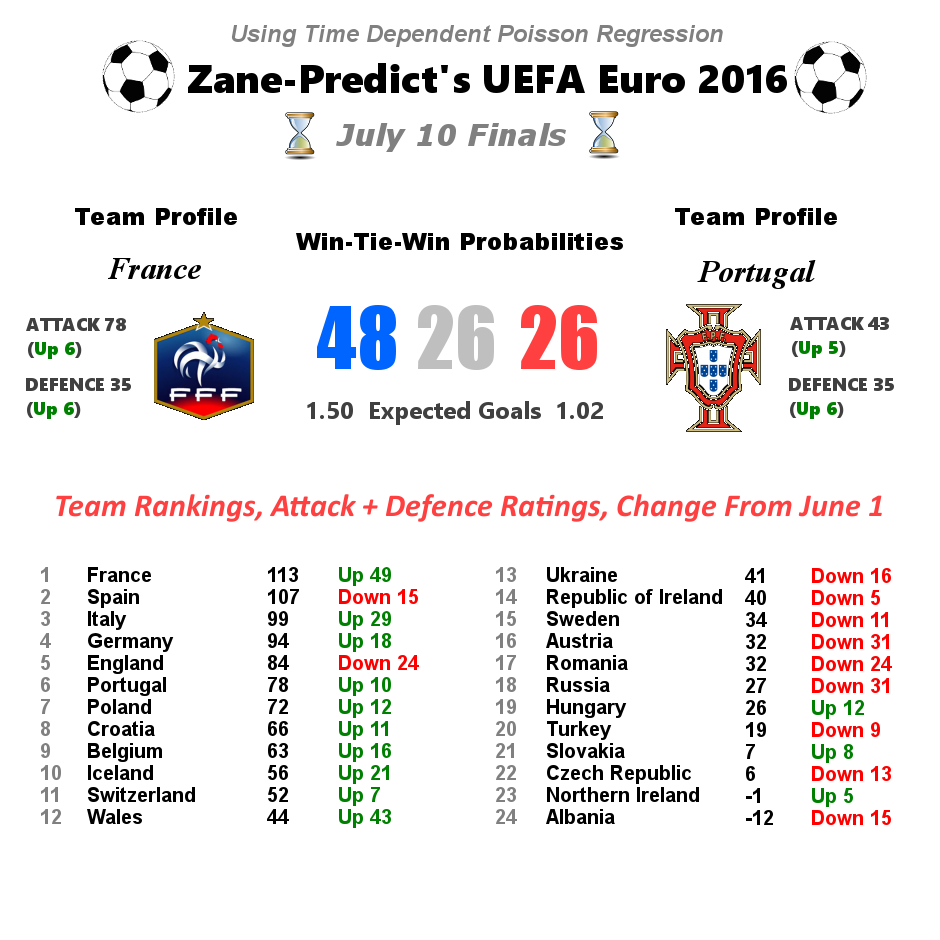 Using Time Dependent Poisson Regression
Zane-Predict's UEFA Euro 2016
July 10 Finals
Team Profile
France
ATTACK 78
(Up 6)
DEFENCE 35
(Up 6)
FFF
Win-Tie-Win Probabilities
48 26 26
1.50 Expected Goals 1.02
Team Profile
Portugal
ATTACK 43
(Up 5)
DEFENCE 35
(Up 6)
Team Rankings, Attack + Defence Ratings, Change From June 1
1 France 113 Up 49
2 Spain 107 Down 15
3 Italy 99 Up 29
4 Germany 94 Up 18
5 England 84 Down 24
6 Portugal 78 Up 10
7 Poland 72 Up 12
8 Croatia 66 Up 11
9 Belgium 63 Up 16
10 Iceland 56 Up 21
11 Switzerland 52 Up 7
12 Wales 44 Up 43
13 Ukraine 41 Down 16
14 Republic of Ireland 40 Down 5
15 Sweden 34 Down 11
16 Austria 32 Down 31
17 Romania 32 Down 24
18 Russia 27 Down 31
19 Hungary 26 Up 12
20 Turkey 19 Down 9
21 Slovakia 7 Up 8
22 Czech Republic 6 Down 13
23 Northern Ireland -1 Up 5
24 Albania -12 Down 15